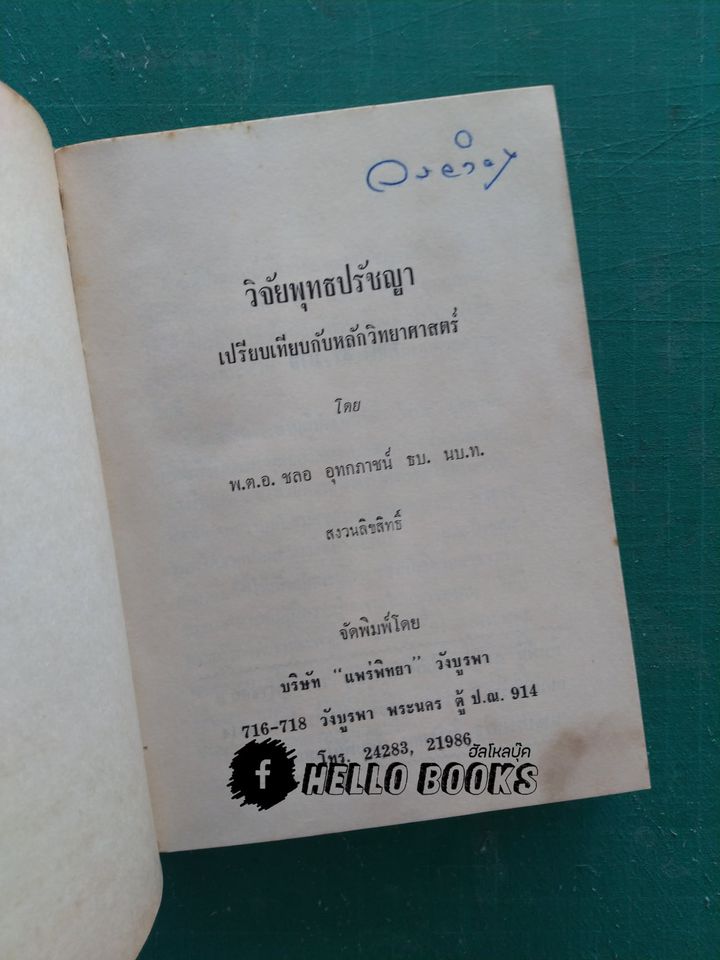 วิจัยพุทธปรัชญา
เปรียบเทียบกับหลักวิทยาศาสตร์
โดย
พ.ต.อ. ชลอ อุทกภาชน์ ธบ. นบ.ท.
สงวนลิขสิทธิ์
จัดพิมพ์โดย
บริษัท "แพร่พิทยา" วังบูรพา
716-718 วังบูรพา พระนคร ตู้ ป.ณ. 914
โทร. 24283, 21986
ฮัลโหลบุ๊ค
f HELLO BOOKS